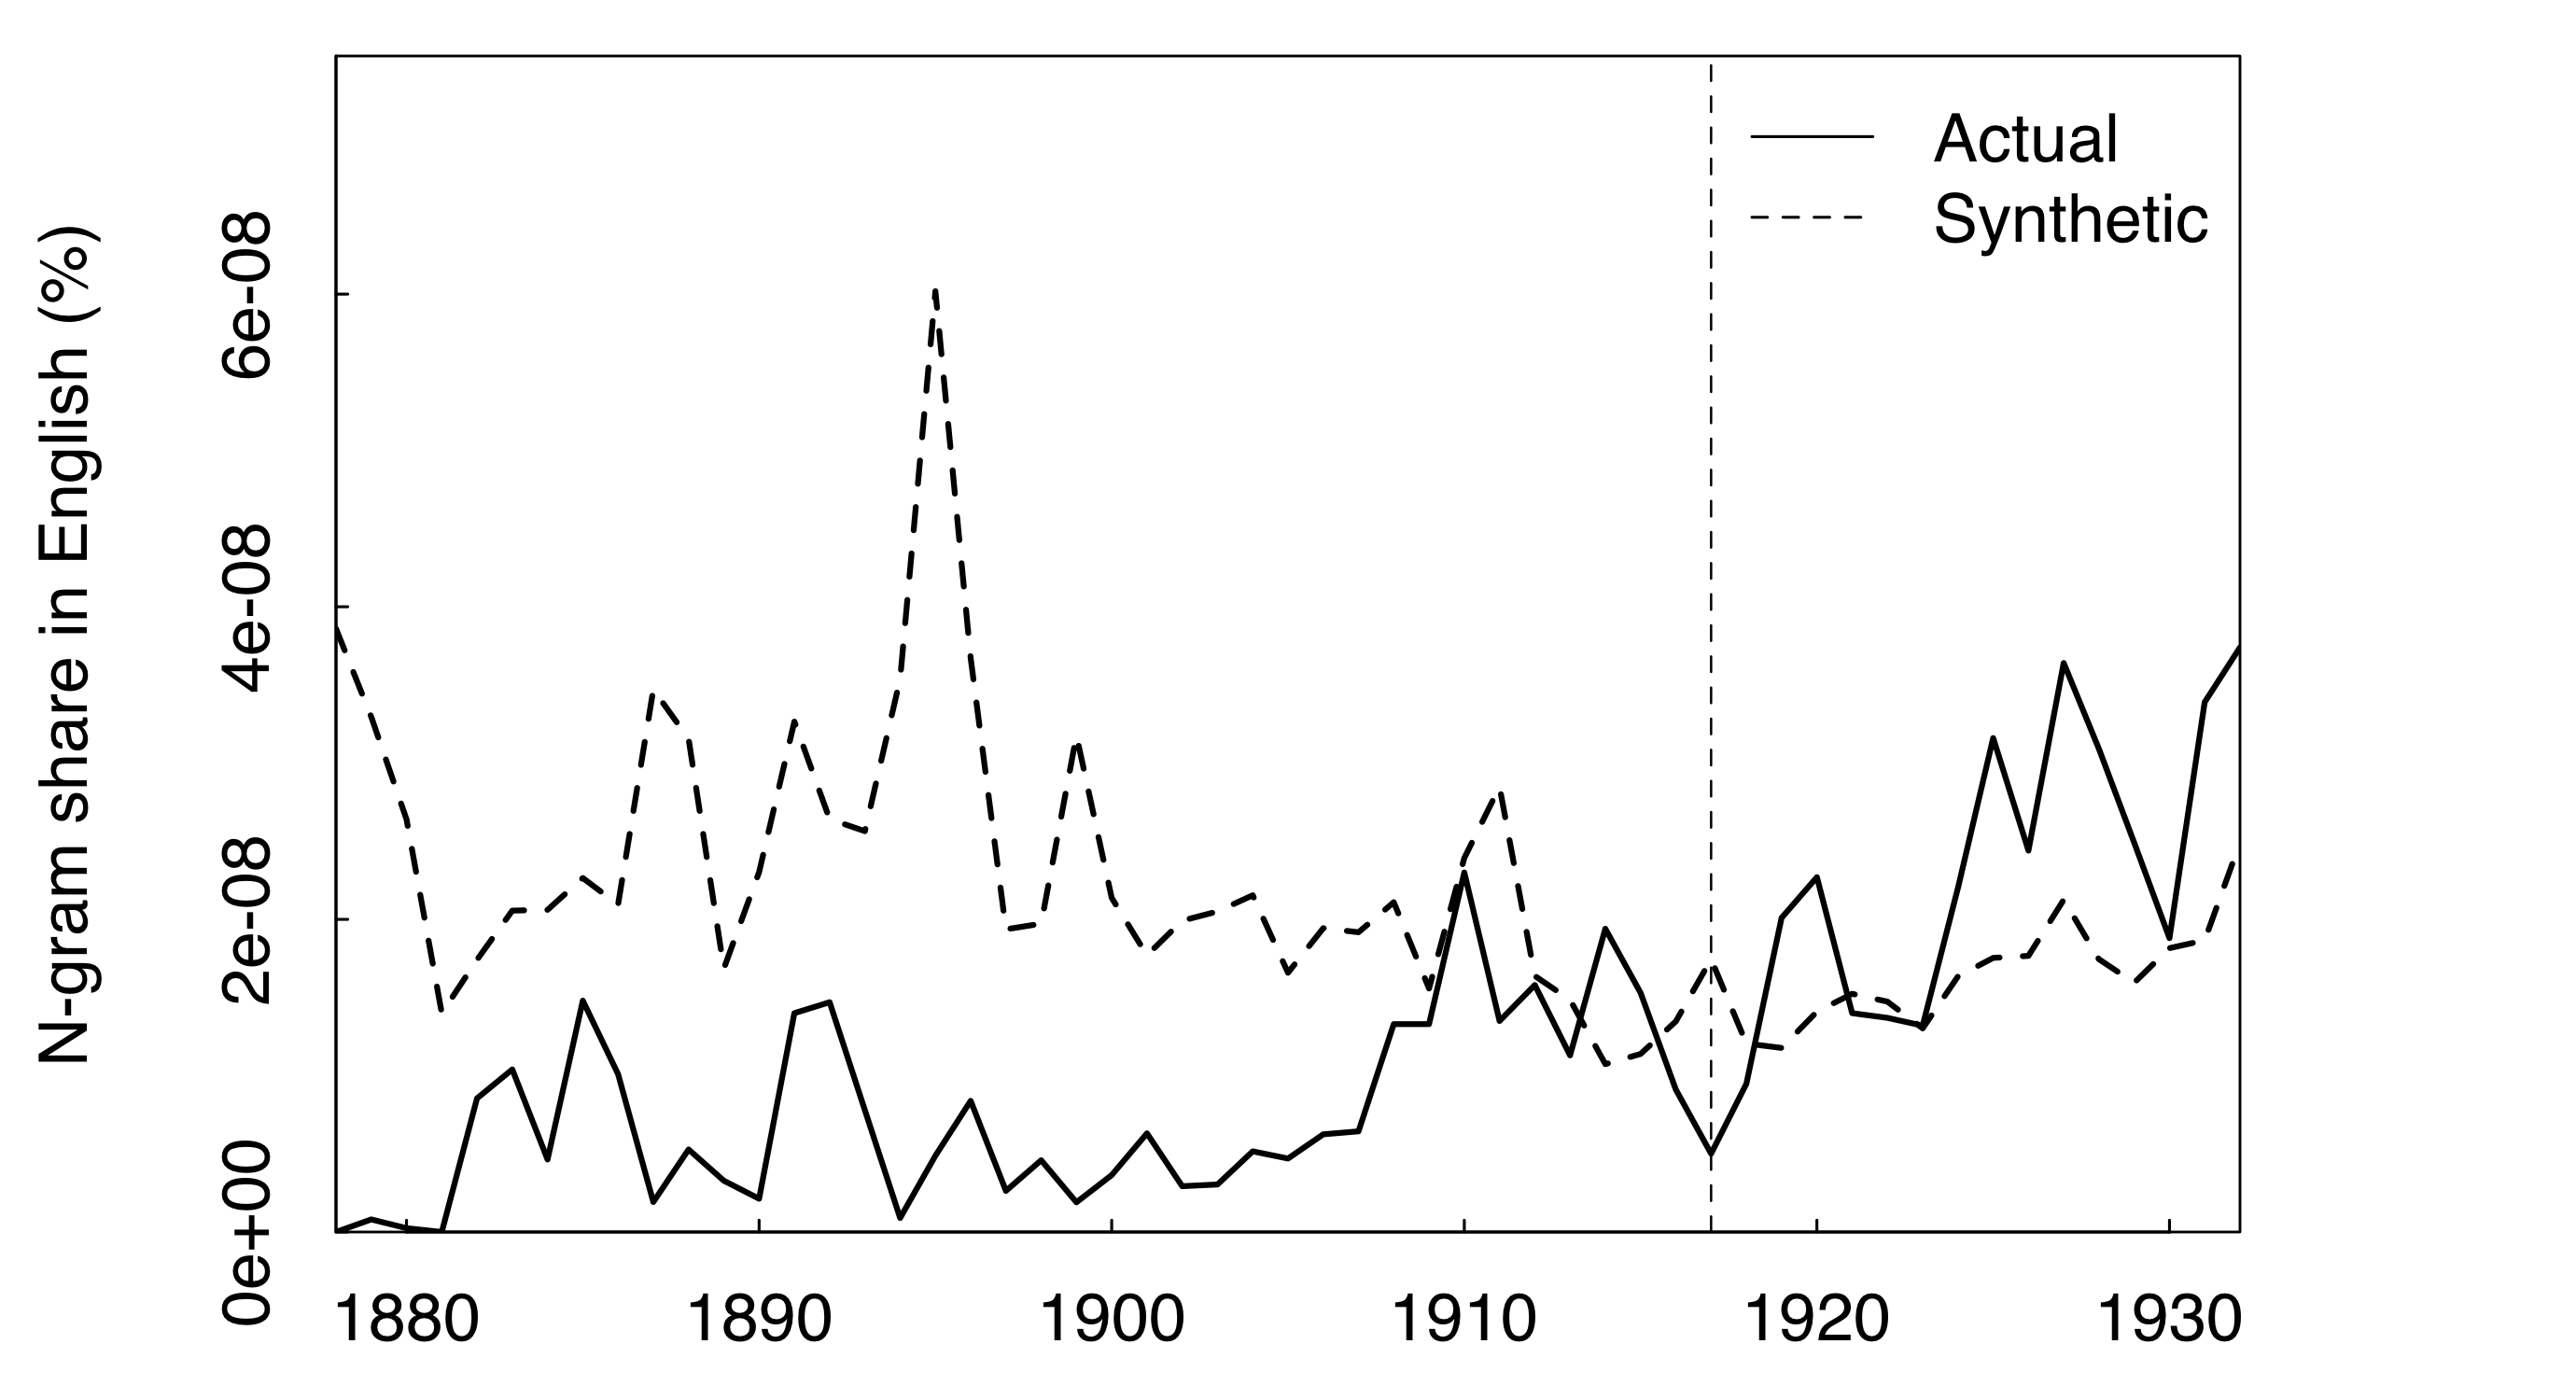 N-gram share in English (%)
6e-08
4e-08
2e-08
0e+00
Actual
Synthetic
1880 1890 1900 1910 1920 1930